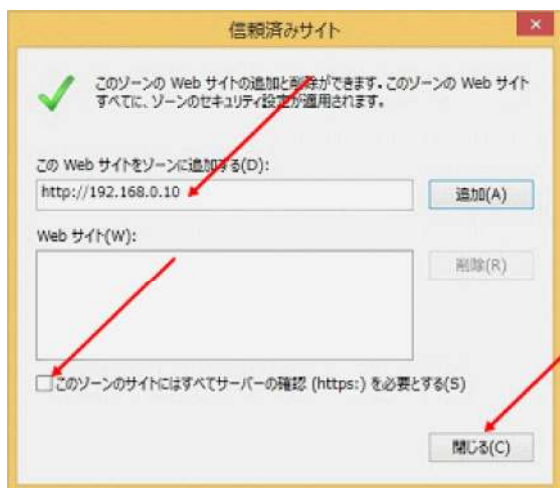 信頼済みサイト
このゾーンの Web サイトの追加と削除ができます。このゾーンの Web サイト
すべてに、ゾーンのセキュリティ設定が適用されます。
この Web サイトをゾーンに追加する(D):
http://192.168.0.10
追加(A)
Web サイト(W):
削除(R)
このゾーンのサイトにはすべてサーバーの確認 (https:) を必要とする(S)
閉じる(C)